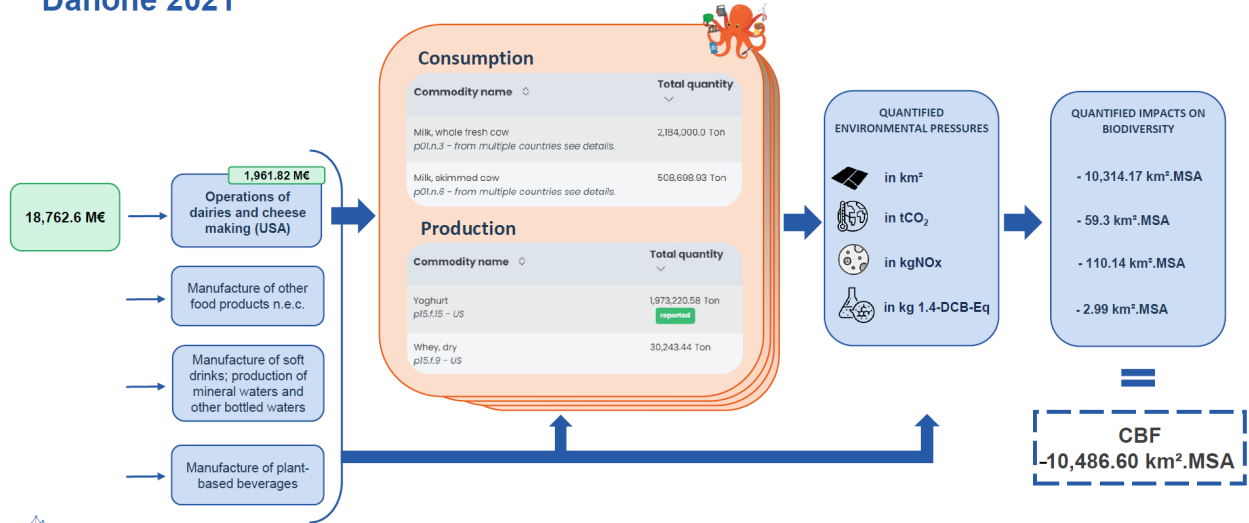 Danone 2021
18,762.6 M€
1,961.82 M€
Operations of
dairies and cheese
making (USA)
Manufacture of other
food products n.e.c.
Manufacture of soft
drinks; production of
mineral waters and
other bottled waters
Manufacture of plant-
based beverages
Consumption
Commodity name
Total quantity
Milk, whole fresh cow
2,184,000.0 Ton
p01.n.3 - from multiple countries see details.
Milk, skimmed cow
508,698.93 Ton
p01.n.6 - from multiple countries see details.
Production
Commodity name
Total quantity
Yoghurt
1,973,220.58 Ton
p15.f.15 - US
reported
Whey, dry
30,243.44 Ton
p15.f.9 - US
QUANTIFIED
ENVIRONMENTAL PRESSURES
in km²
in tCO₂
in kgNOx
in kg 1.4-DCB-Eq
QUANTIFIED IMPACTS ON
BIODIVERSITY
- 10,314.17 km².MSA
- 59.3 km².MSA
- 110.14 km².MSA
- 2.99 km².MSA
=
CBF
-10,486.60 km².MSA